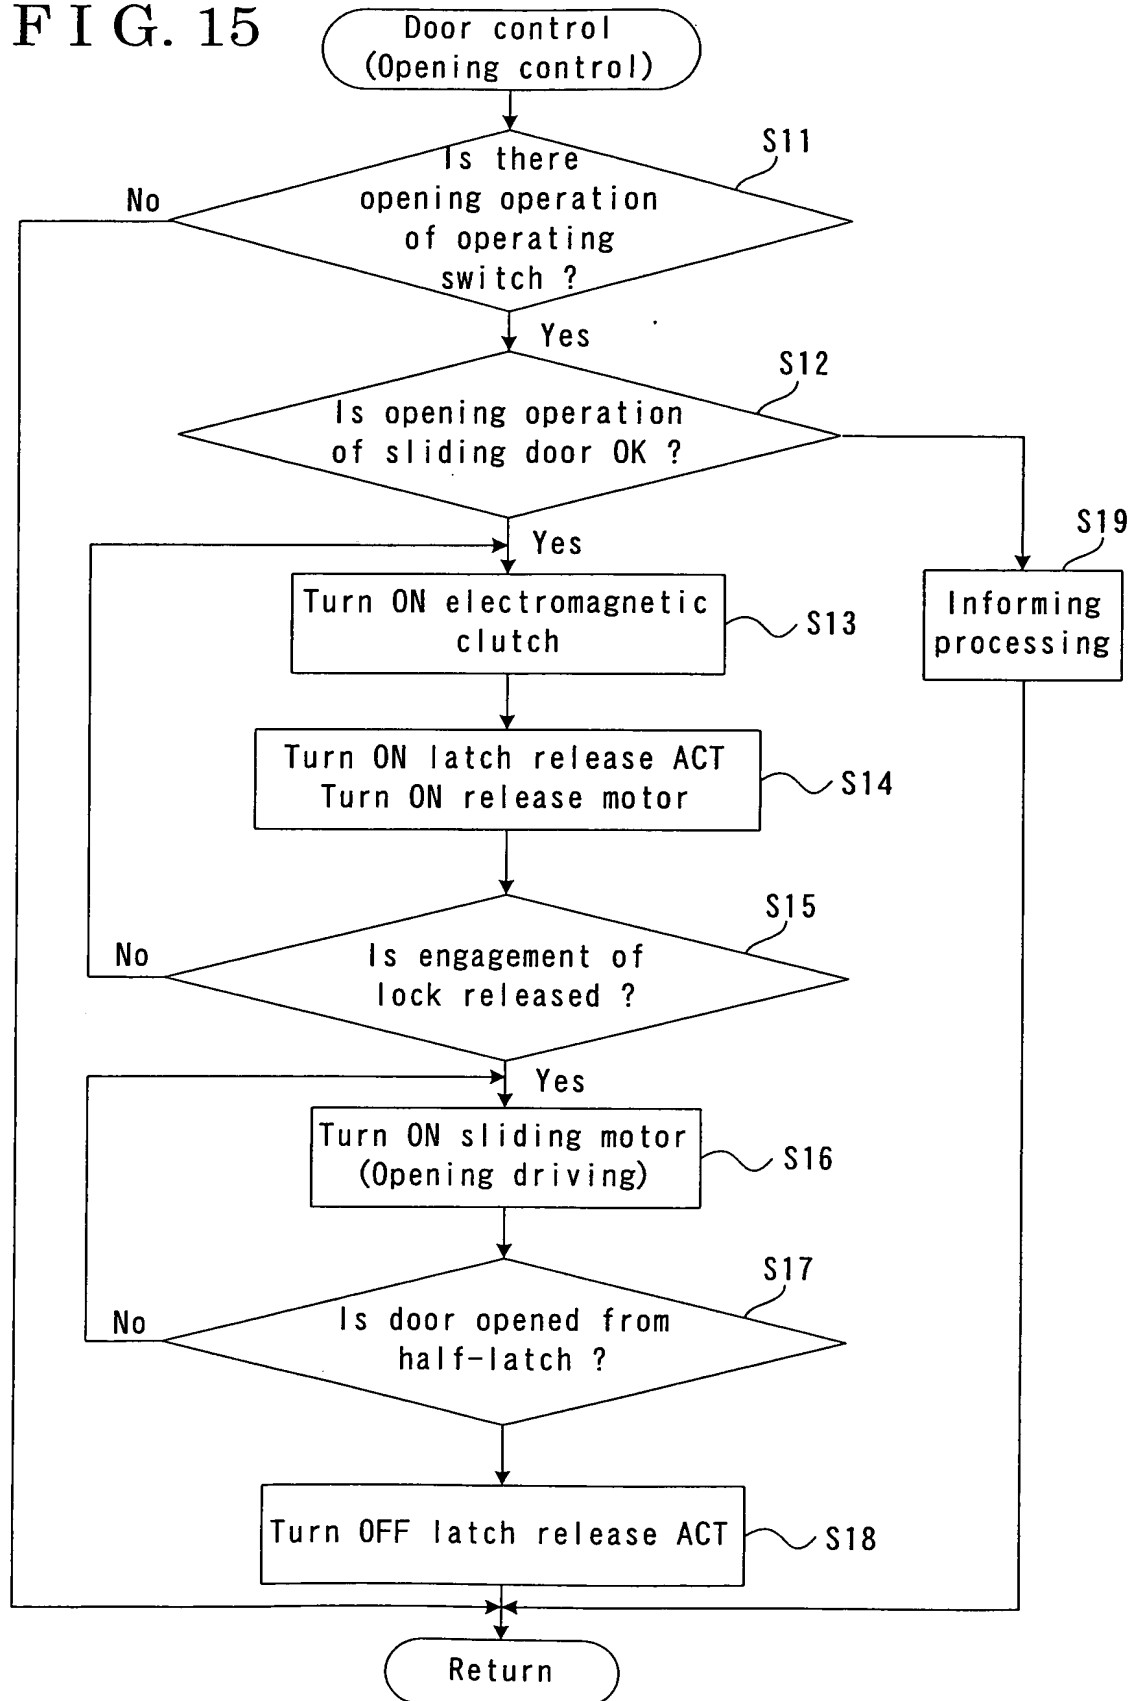 FIG. 15
Door control
(Opening control)
S11
Is there
opening operation
of operating
switch ?
No
Yes
S12
Is opening operation
of sliding door OK ?
Yes
S19
Informing
processing
Turn ON electromagnetic
clutch
S13
Turn ON latch release ACT
Turn ON release motor
S14
S15
Is engagement of
lock released ?
No
Yes
Turn ON sliding motor
(Opening driving)
S16
S17
Is door opened from
half-latch ?
No
Turn OFF latch release ACT
S18
Return